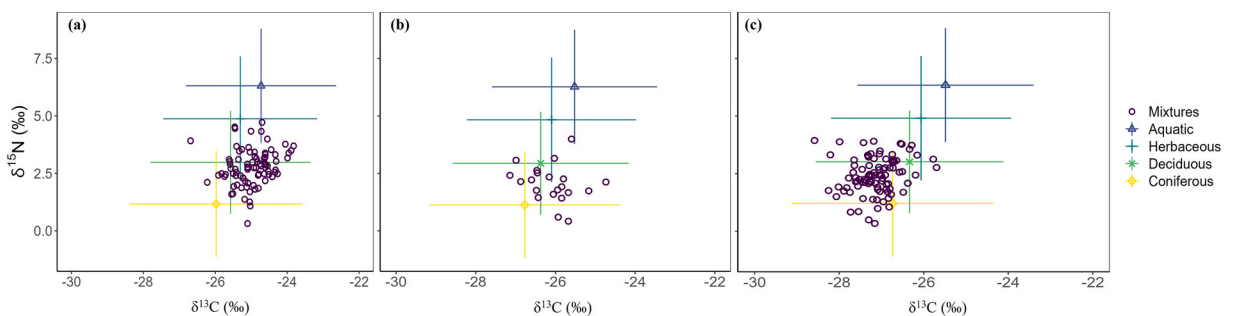 (a)
(b)
(c)
δ¹⁵N (‰)
7.5
5.0
2.5
0.0
-30
-28
-26
-24
-22
-30
-28
-26
-24
-22
-30
-28
-26
-24
-22
δ¹³C (‰)
δ¹³C (‰)
δ¹³C (‰)
Mixtures
Aquatic
Herbaceous
Deciduous
Coniferous